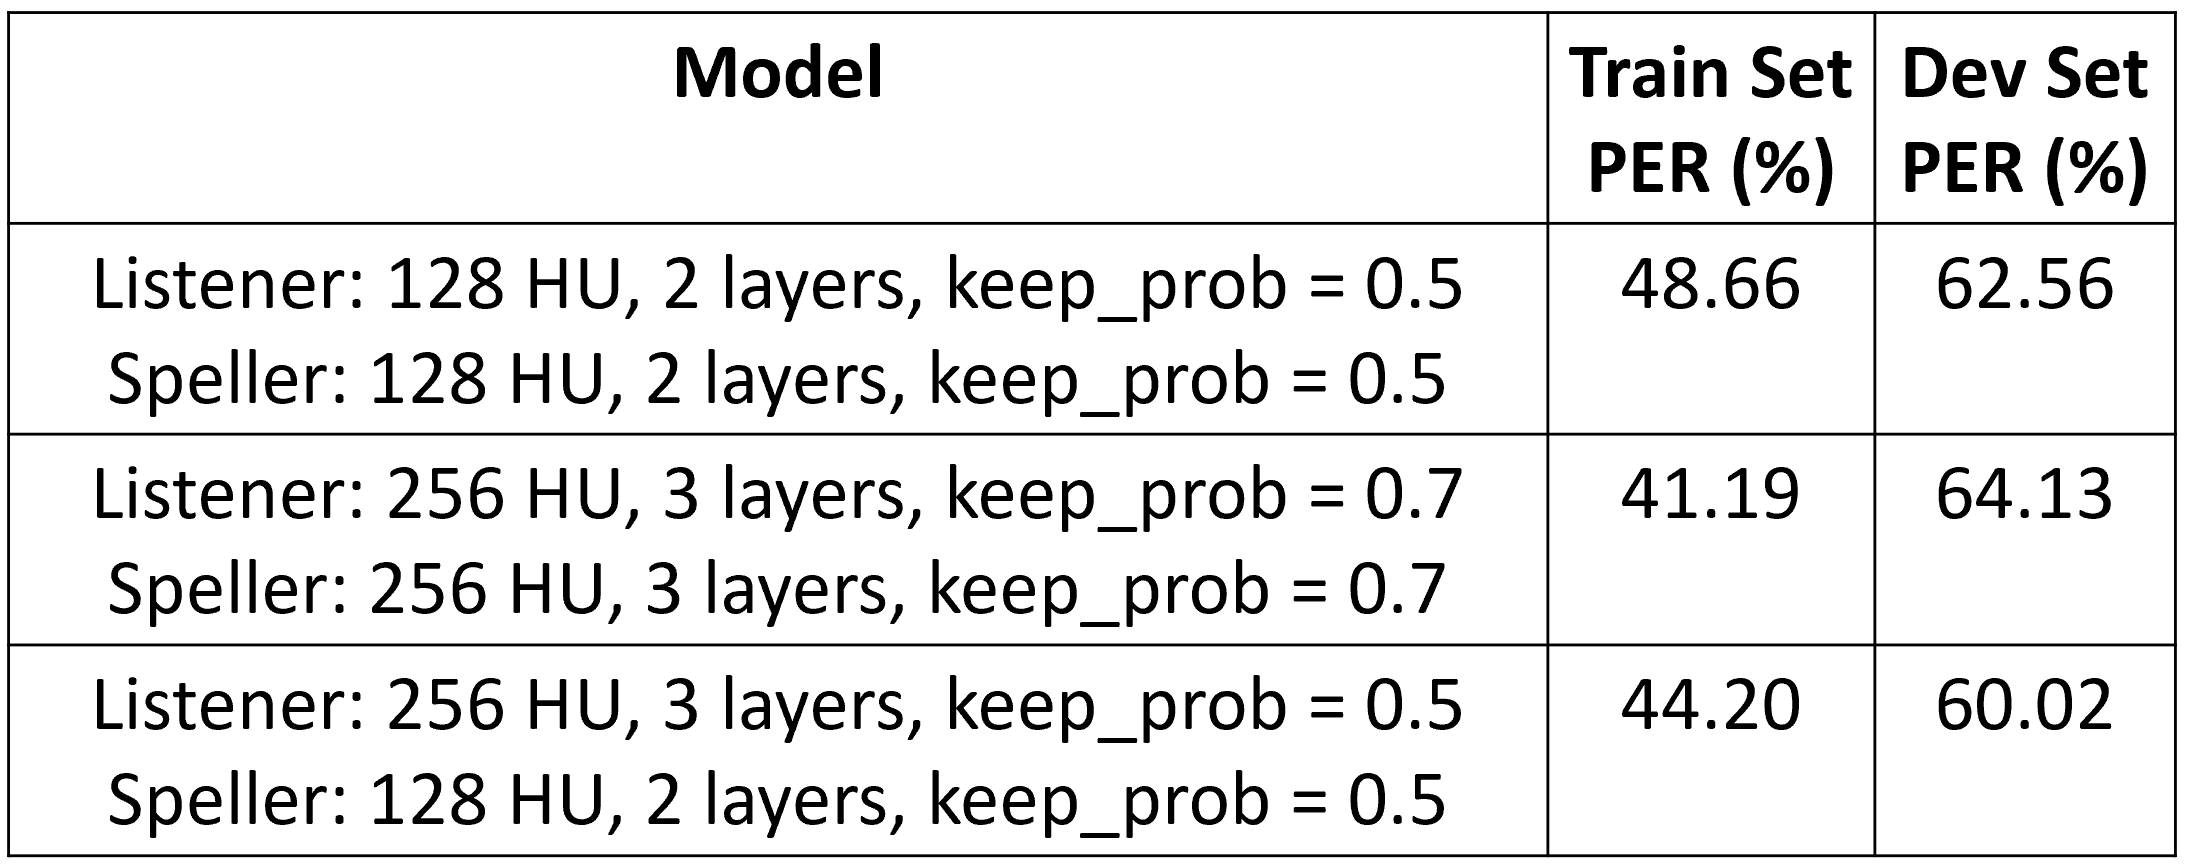 Model
Train Set
PER (%)
Dev Set
PER (%)
Listener: 128 HU, 2 layers, keep_prob = 0.5
Speller: 128 HU, 2 layers, keep_prob = 0.5
48.66
62.56
Listener: 256 HU, 3 layers, keep_prob = 0.7
Speller: 256 HU, 3 layers, keep_prob = 0.7
41.19
64.13
Listener: 256 HU, 3 layers, keep_prob = 0.5
Speller: 128 HU, 2 layers, keep_prob = 0.5
44.20
60.02